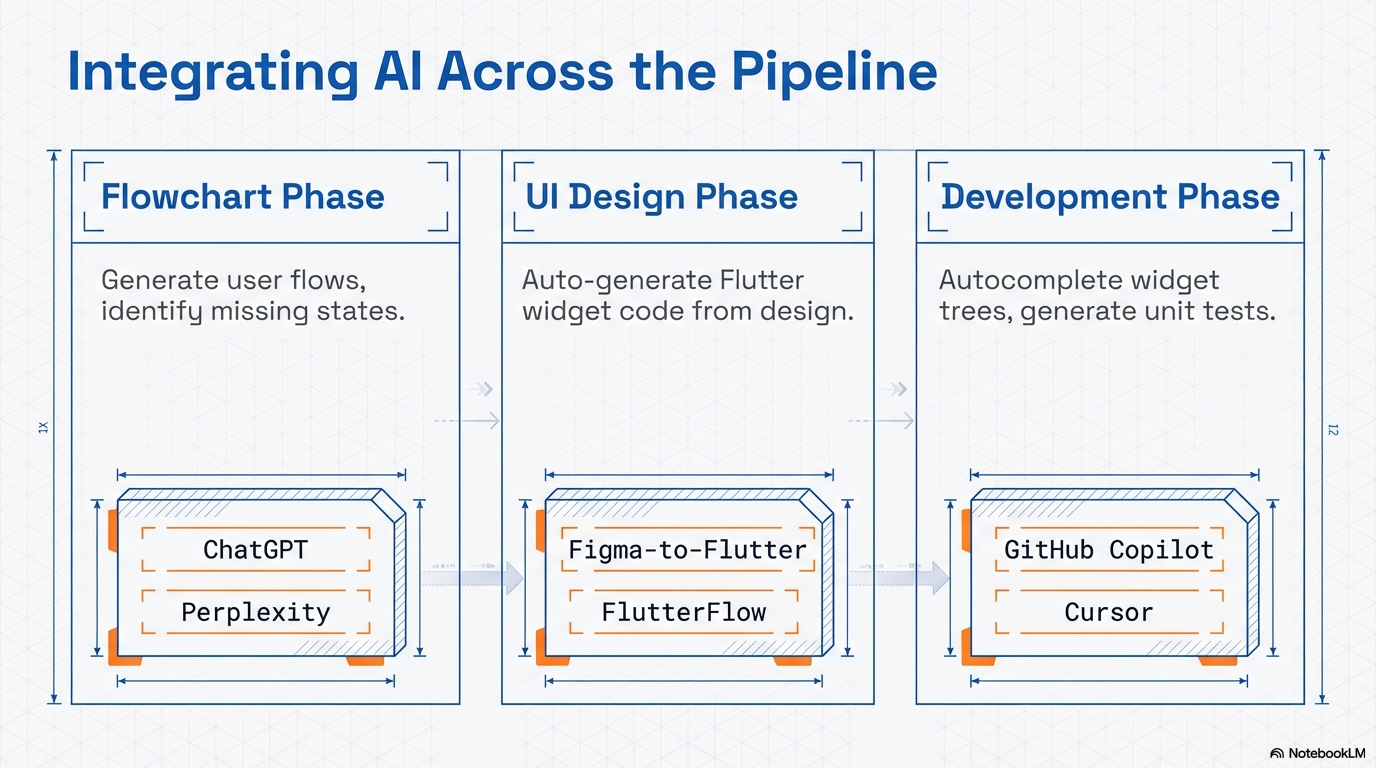 Integrating AI Across the Pipeline
Flowchart Phase
Generate user flows,
identify missing states.
ChatGPT
Perplexity
UI Design Phase
Auto-generate Flutter
widget code from design.
Figma-to-Flutter
FlutterFlow
Development Phase
Autocomplete widget
trees, generate unit tests.
GitHub Copilot
Cursor
1X
12
NotebookLM